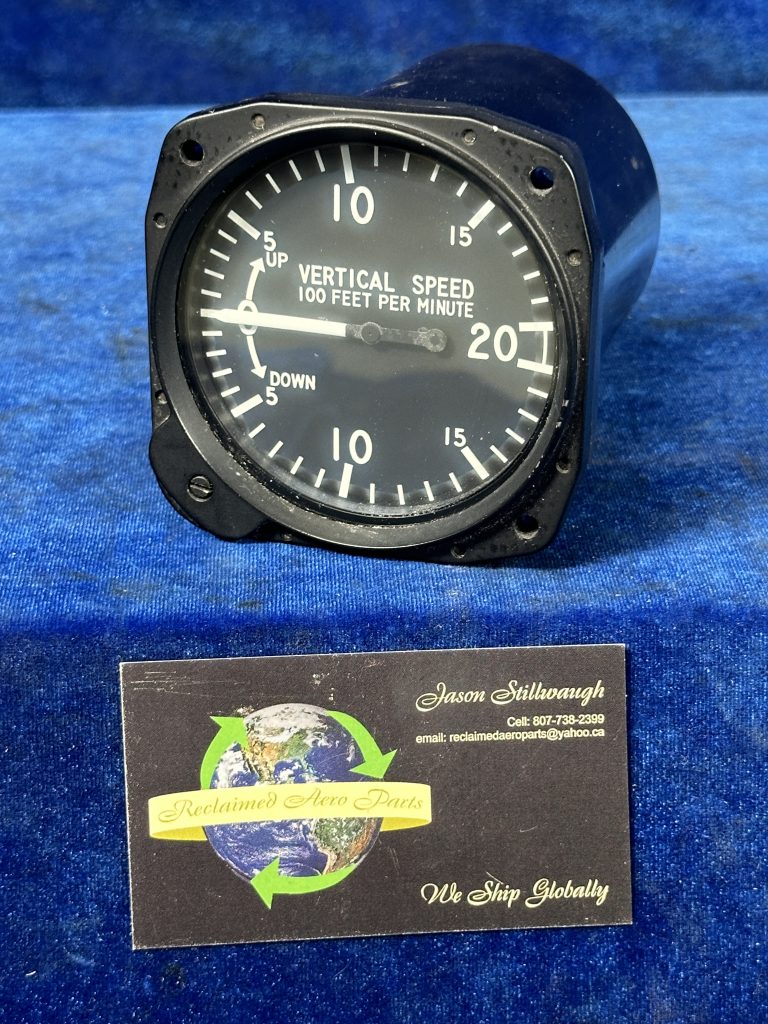 10
15
5
UP
VERTICAL SPEED
100 FEET PER MINUTE
0
20
DOWN
5
10
15
Jason Stillwaugh
Cell: 807-738-2399
email: reclaimedaeroparts@yahoo.ca
Reclaimed Aero Parts
We Ship Globally